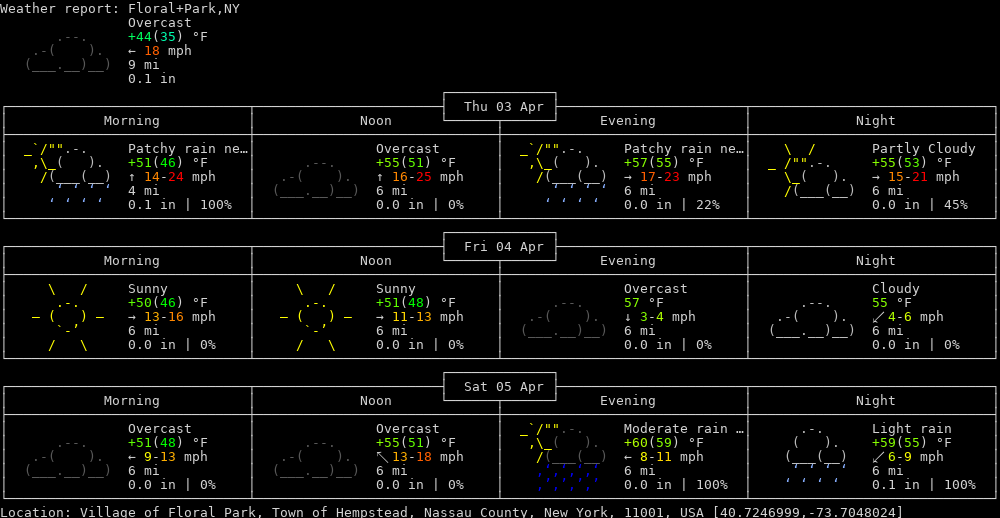 Weather report: Floral+Park,NY
Overcast
+44(35) °F
← 18 mph
9 mi
0.1 in
Thu 03 Apr
Morning Noon Evening Night
Patchy rain ne… Overcast Patchy rain ne… Partly Cloudy
+51(46) °F +55(51) °F +57(55) °F +55(53) °F
↑ 14-24 mph ↑ 16-25 mph → 17-23 mph → 15-21 mph
4 mi 6 mi 6 mi 6 mi
0.1 in | 100% 0.0 in | 0% 0.0 in | 22% 0.0 in | 45%
Fri 04 Apr
Morning Noon Evening Night
Sunny Sunny Overcast Cloudy
+50(46) °F +51(48) °F 57 °F 55 °F
→ 13-16 mph → 11-13 mph ↓ 3-4 mph ↙ 4-6 mph
6 mi 6 mi 6 mi 6 mi
0.0 in | 0% 0.0 in | 0% 0.0 in | 0% 0.0 in | 0%
Sat 05 Apr
Morning Noon Evening Night
Overcast Overcast Moderate rain … Light rain
+51(48) °F +55(51) °F +60(59) °F +59(55) °F
← 9-13 mph ↖ 13-18 mph ← 8-11 mph ↙ 6-9 mph
6 mi 6 mi 6 mi 6 mi
0.0 in | 0% 0.0 in | 0% 0.0 in | 100% 0.1 in | 100%
Location: Village of Floral Park, Town of Hempstead, Nassau County, New York, 11001, USA [40.7246999,-73.7048024]